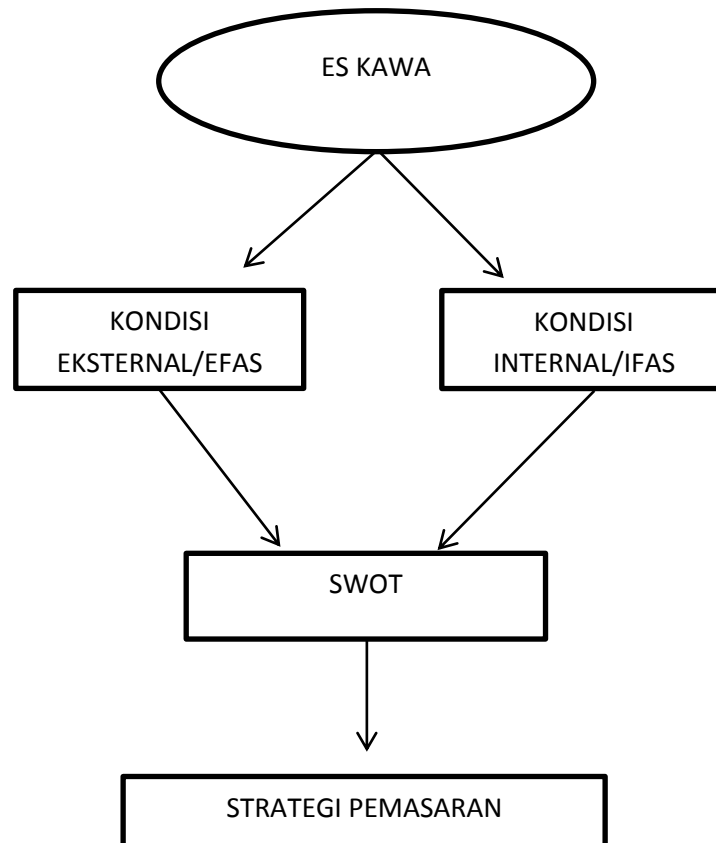 ES KAWA
KONDISI
EKSTERNAL/EFAS
KONDISI
INTERNAL/IFAS
SWOT
STRATEGI PEMASARAN